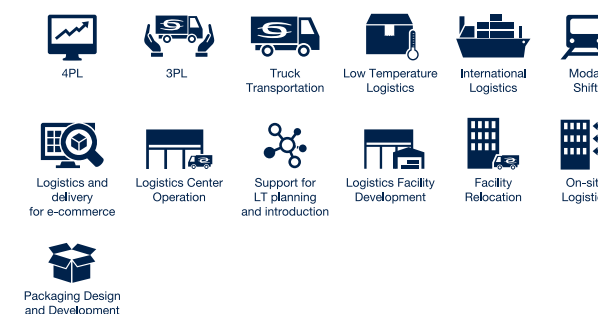 4PL
3PL
Truck
Transportation
Low Temperature
Logistics
International
Logistics
Shift
Logistics and
delivery
for e-commerce
Logistics Center
Operation
Support for
LT planning
and introduction
Logistics Facility
Development
Facility
Relocation
Packaging Design
and Development